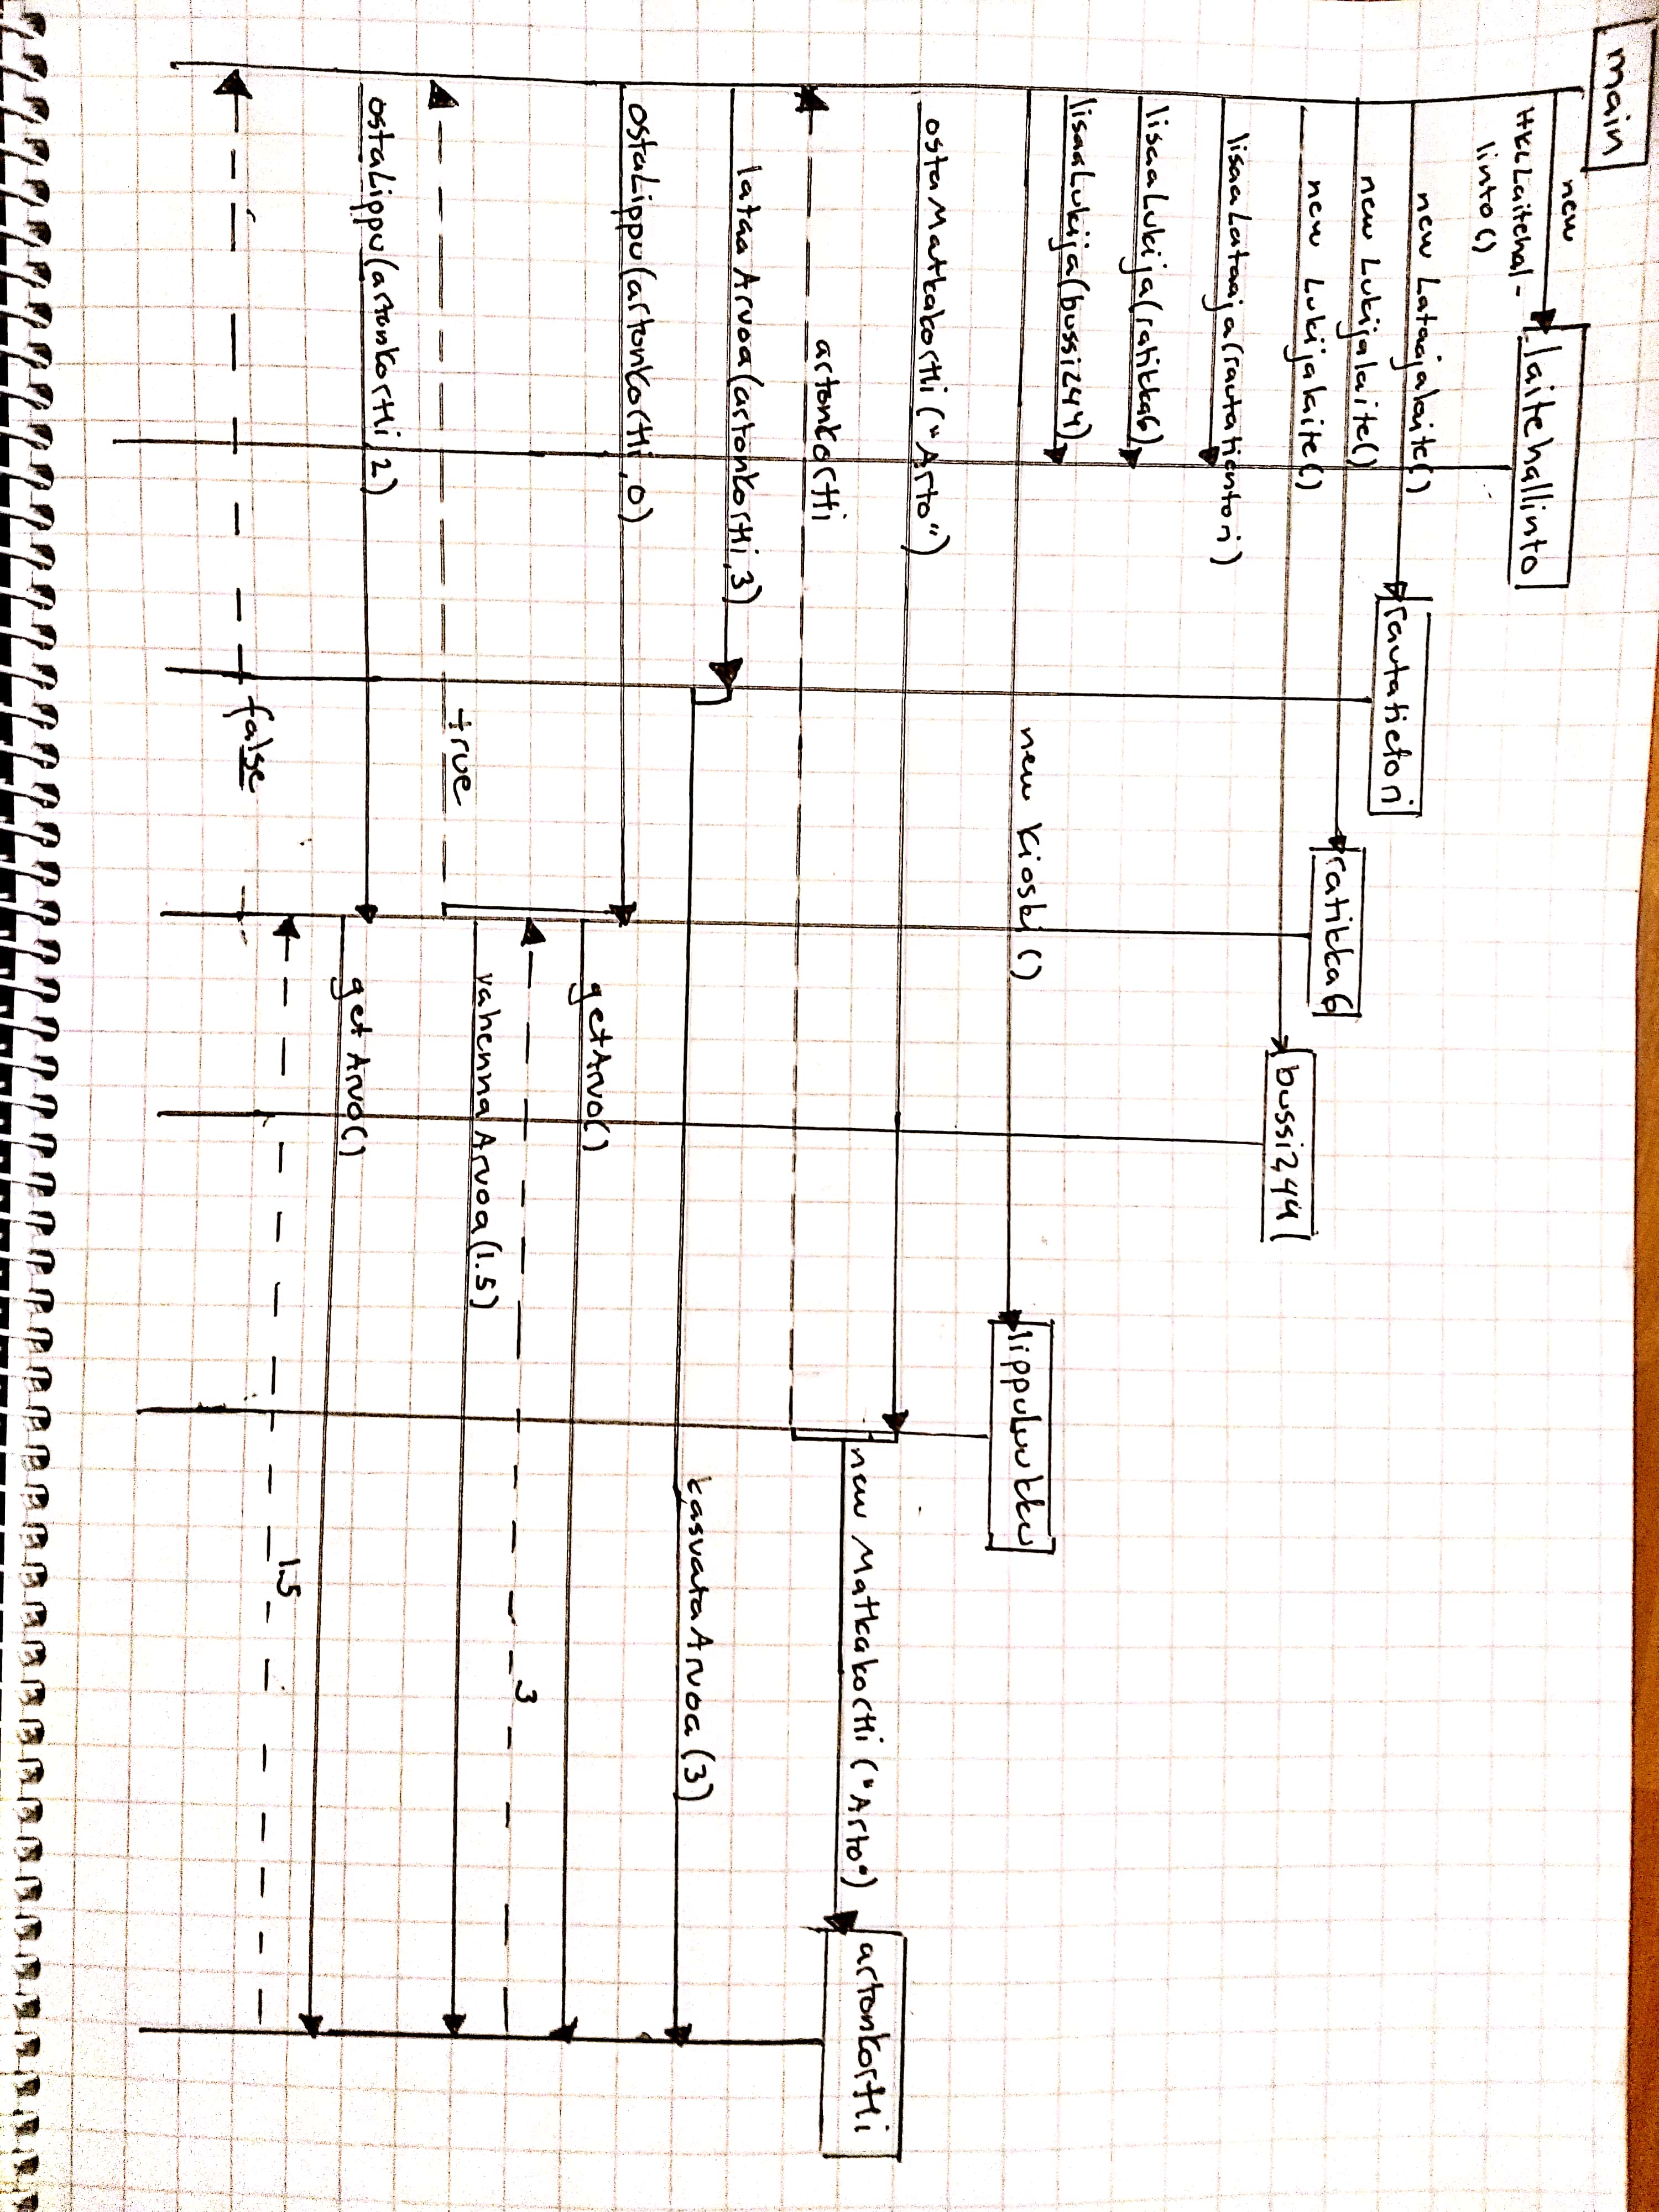 main
new
HKLLaitehal-
linto()
laitehallinto
new Lataajalaite()
rautatietori
new Lukijalaite()
ratikka6
new Lukijalaite()
bussi244
lisaaLataaja(rautatientori)
lisaaLukija(ratikka6)
lisaaLukija(bussi244)
new Kioski()
lippuluukku
ostaMatkakortti("Arto")
new Matkakortti("Arto")
artonkortti
artonkortti
lataaArvoa(artonkortti,3)
kasvataArvoa(3)
ostaLippu(artonkortti,0)
getArvo()
3
vahennaArvoa(1.5)
true
ostaLippu(artonkortti,2)
getArvo()
1.5
false